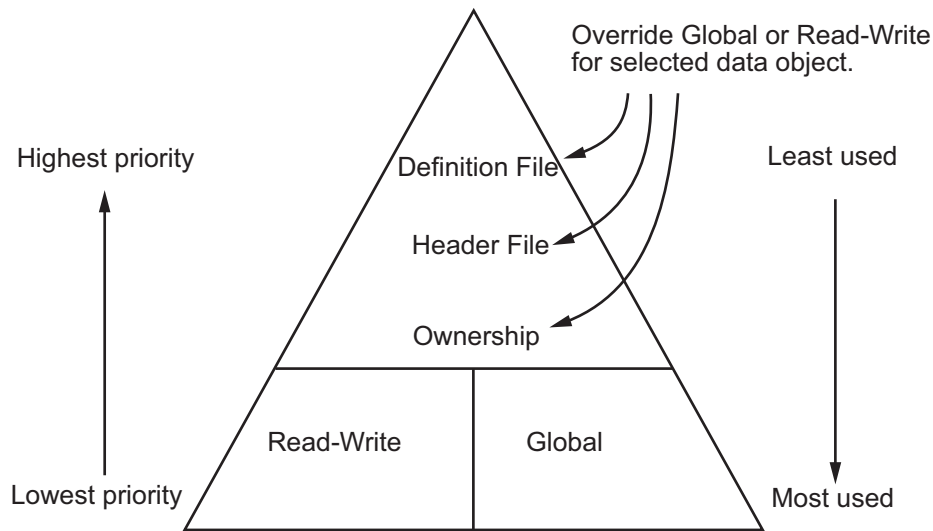 Override Global or Read-Write
for selected data object.
Highest priority
Definition File
Least used
Header File
Ownership
Read-Write
Global
Lowest priority
Most used